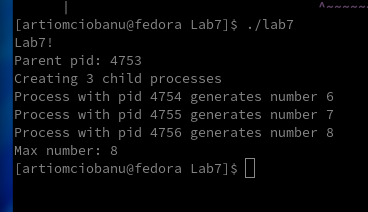 [artiomciobanu@fedora Lab7]$ ./lab7
Lab7!
Parent pid: 4753
Creating 3 child processes
Process with pid 4754 generates number 6
Process with pid 4755 generates number 7
Process with pid 4756 generates number 8
Max number: 8
[artiomciobanu@fedora Lab7]$